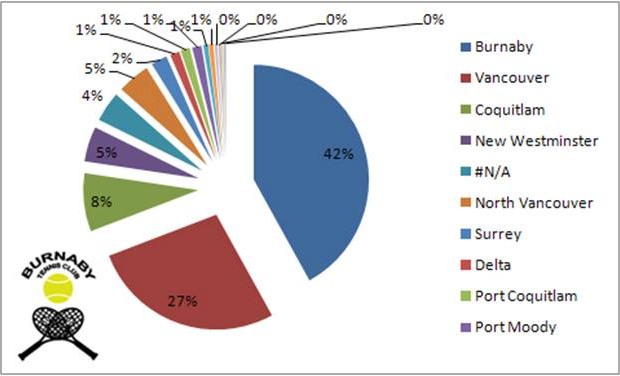 1% 1% 1% 0% 0% 0% 0%
1%
1%
2%
5%
4%
5%
8%
27%
42%
Burnaby
Vancouver
Coquitlam
New Westminster
#N/A
North Vancouver
Surrey
Delta
Port Coquitlam
Port Moody
BURNABY
TENNIS CLUB